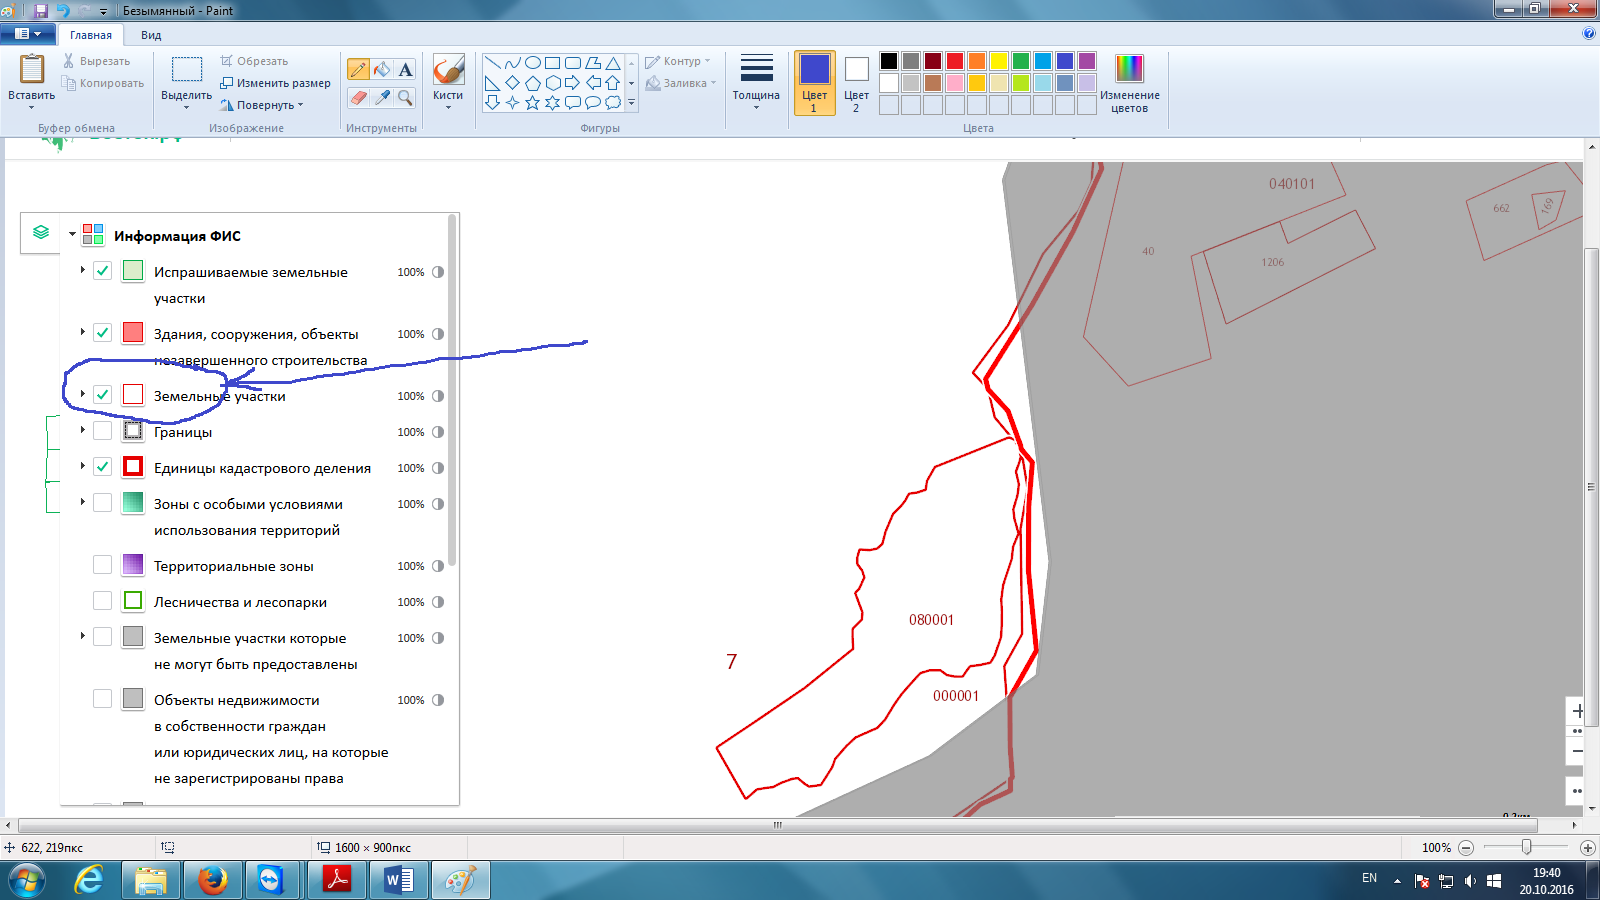 Безымянный - Paint
Главная
Вид
Вставить
Вырезать
Копировать
Буфер обмена
Выделить
Обрезать
Изменить размер
Повернуть
Изображение
A
Инструменты
Кисти
Фигуры
Контур
Заливка
Толщина
Цвет
1
Цвет
2
Изменение
цветов
Цвета
040101
662
169
40
1206
Информация ФИС
Испрашиваемые земельные 100%
участки
Здания, сооружения, объекты 100%
незавершенного строительства
Земельные участки 100%
Границы 100%
Единицы кадастрового деления 100%
Зоны с особыми условиями 100%
использования территорий
Территориальные зоны 100%
Лесничества и лесопарки 100%
Земельные участки которые 100%
не могут быть предоставлены
Объекты недвижимости 100%
в собственности граждан
или юридических лиц, на которые
не зарегистрированы права
080001
7
000001
622, 219пкс
1600 × 900пкс
100%
EN
19:40
20.10.2016